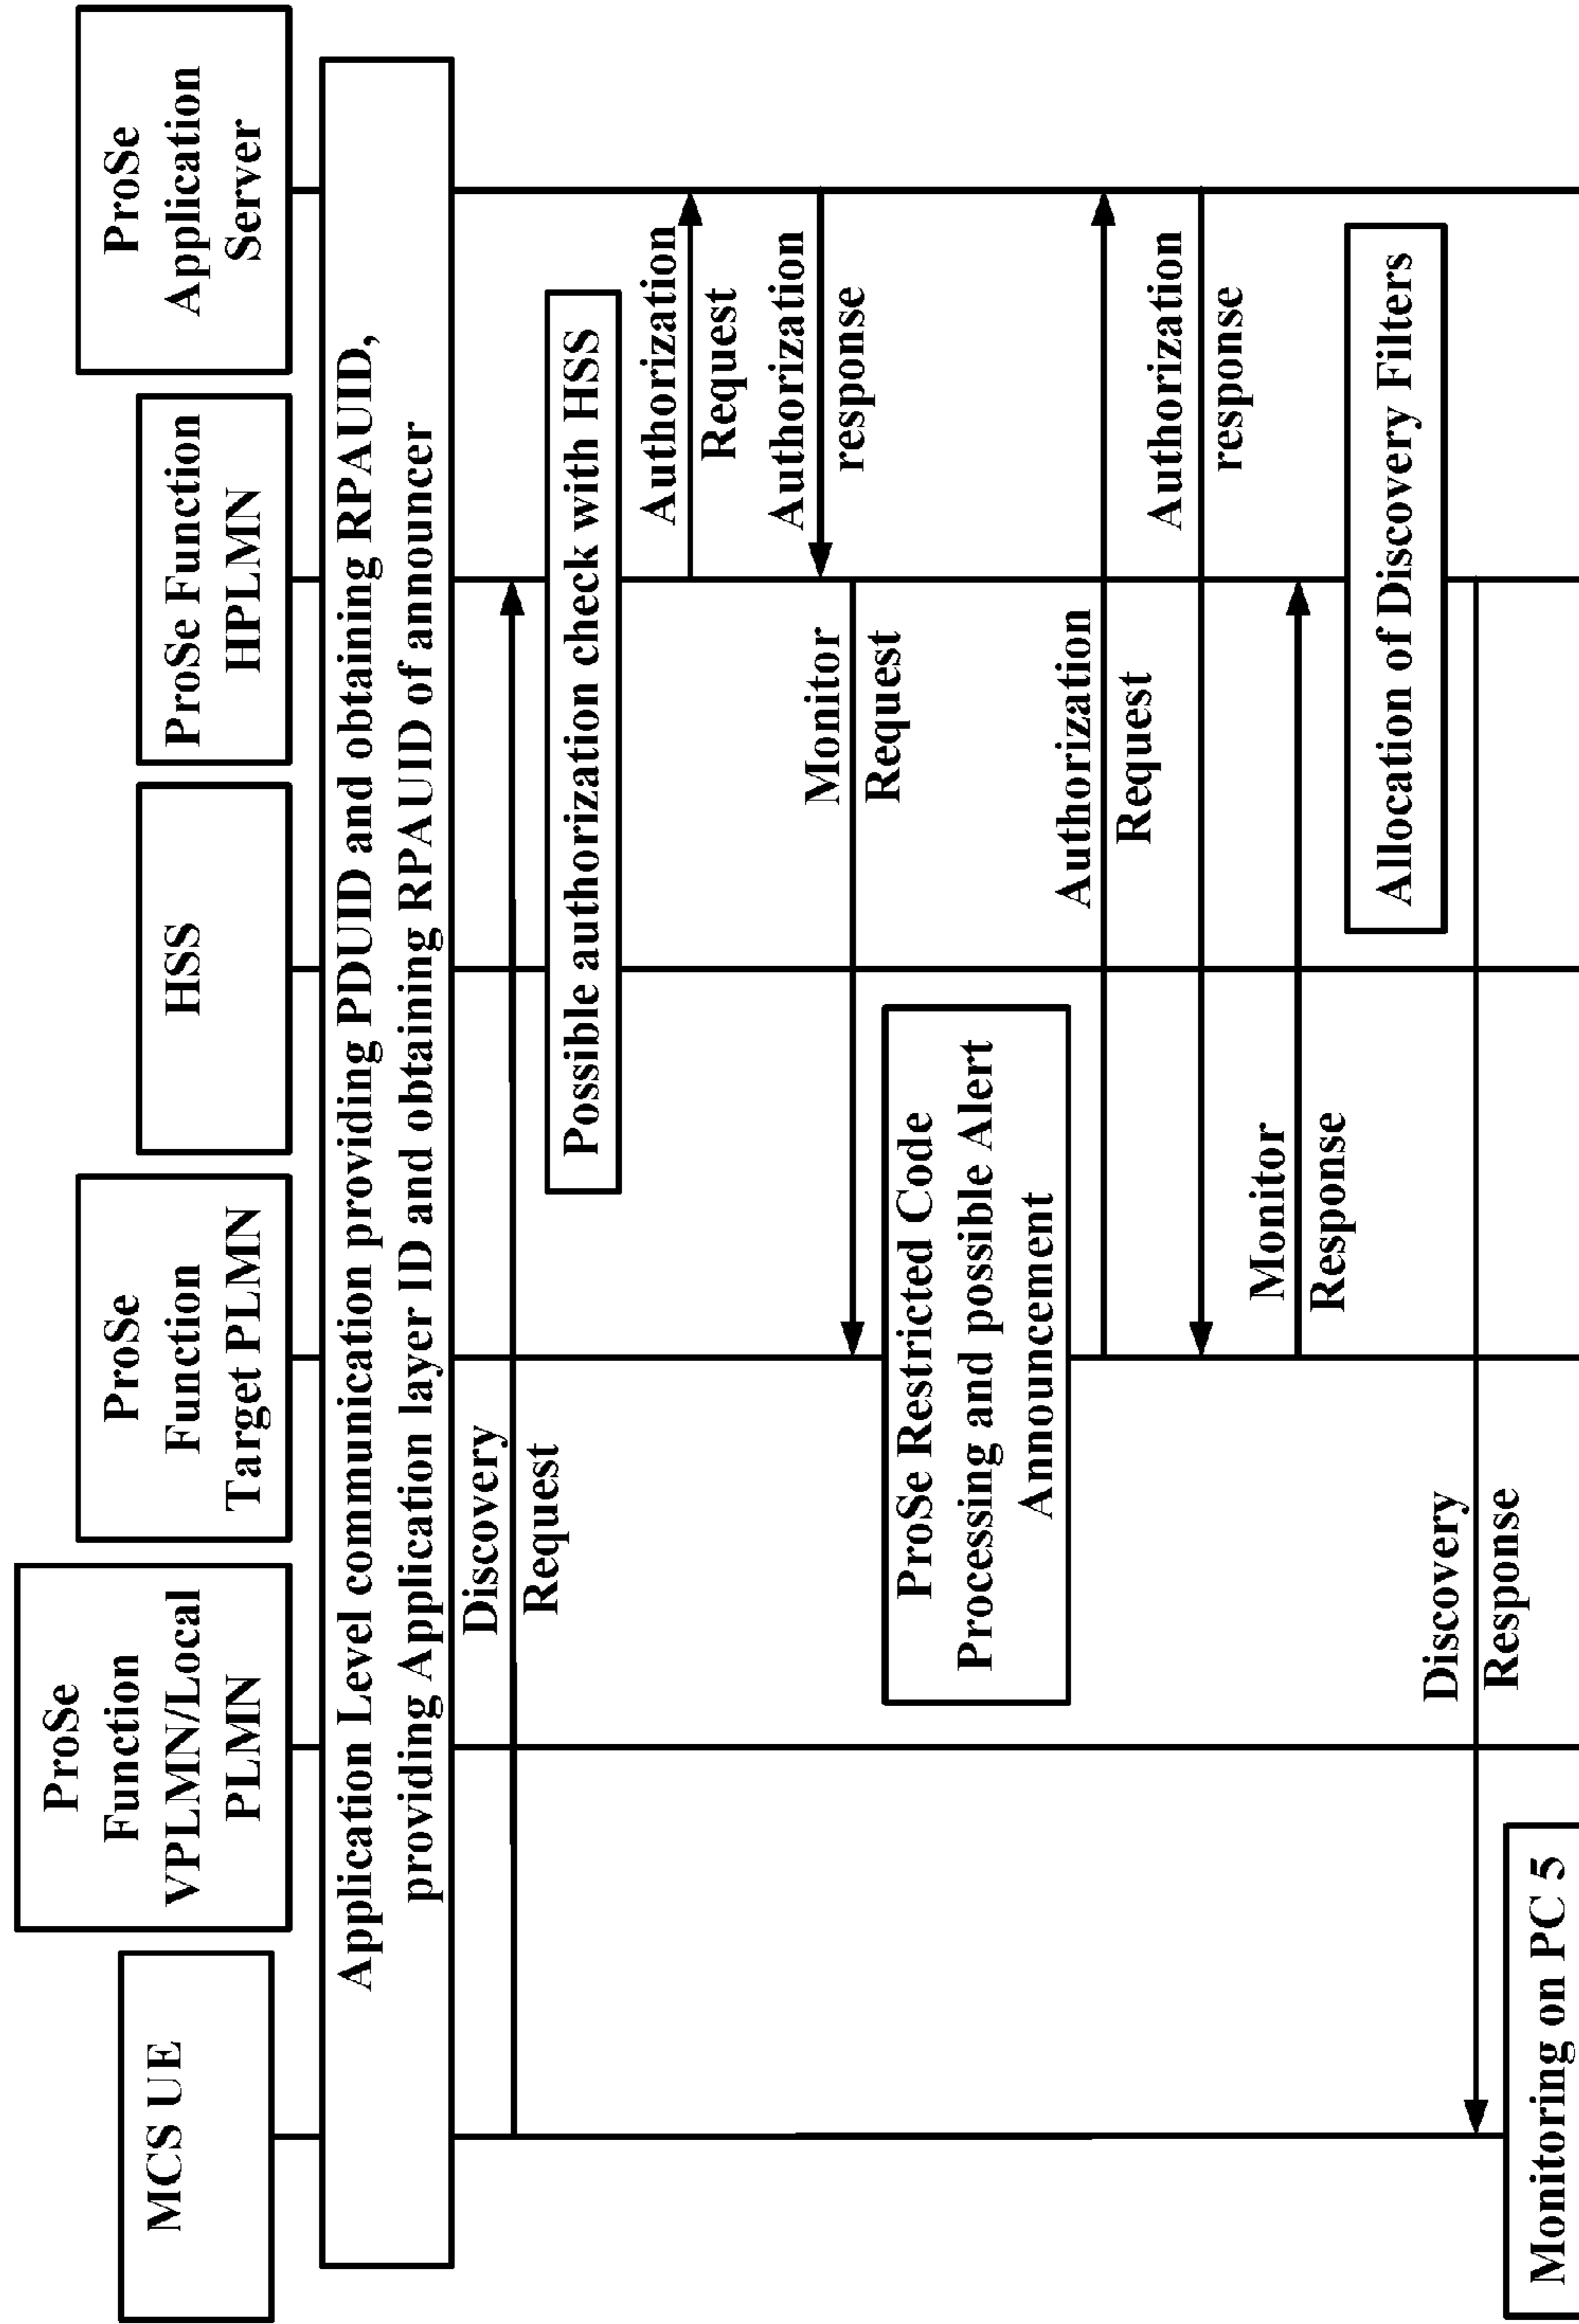 MCS UE
ProSe
Function
VPLMN/Local
PLMN
ProSe
Function
Target PLMN
HSS
ProSe Function
HPLMN
ProSe
Application
Server
Application Level communication providing PDUID and obtaining RPAUID,
providing Application layer ID and obtaining RPAUID of announcer
Discovery
Request
Possible authorization check with HSS
Authorization
Request
Authorization
response
Monitor
Request
ProSe Restricted Code
Processing and possible Alert
Announcement
Authorization
Request
Authorization
response
Monitor
Response
Allocation of Discovery Filters
Discovery
Response
Monitoring on PC 5